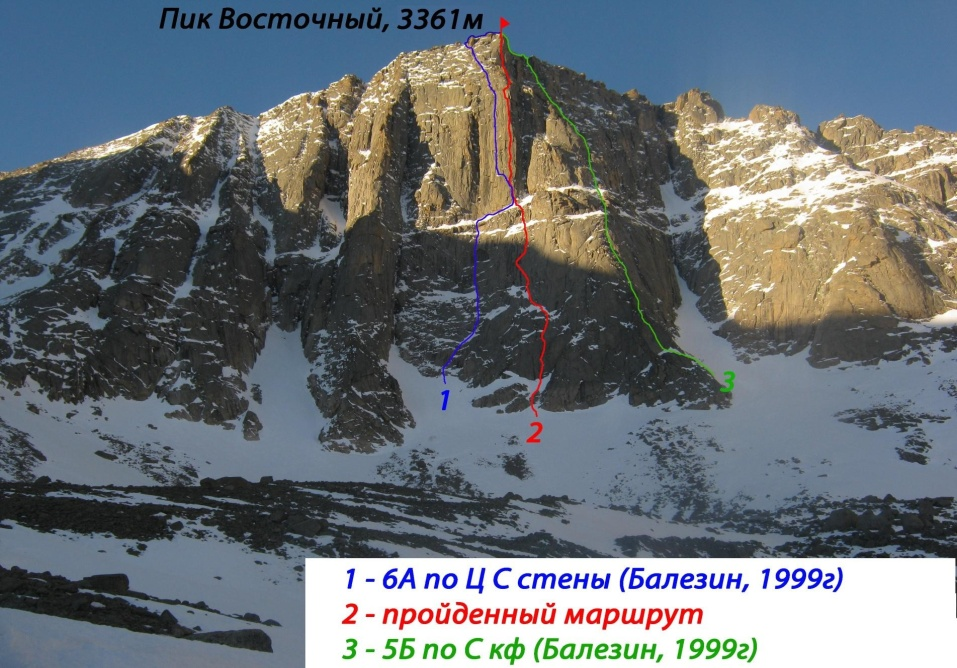 Пик Восточный, 3361м
1
2
3
1 - 6А по Ц С стены (Балезин, 1999г)
2 - пройденный маршрут
3 - 5Б по С кф (Балезин, 1999г)